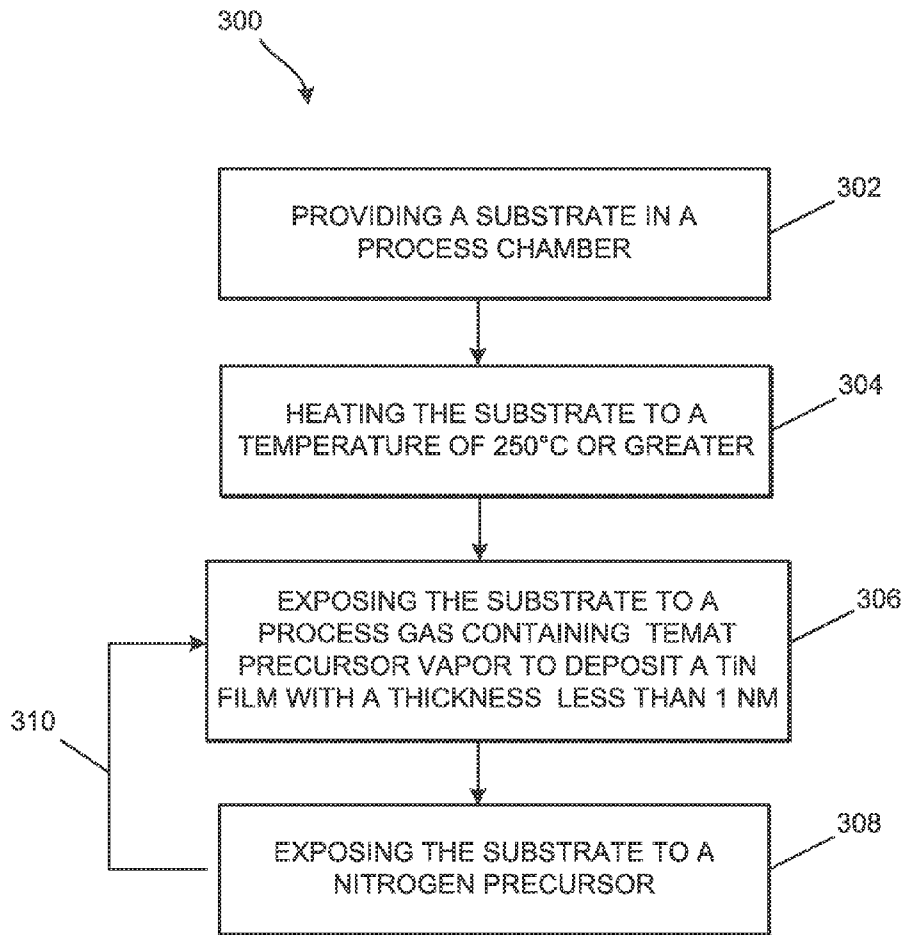 300
PROVIDING A SUBSTRATE IN A
PROCESS CHAMBER
302
HEATING THE SUBSTRATE TO A
TEMPERATURE OF 250°C OR GREATER
304
EXPOSING THE SUBSTRATE TO A
PROCESS GAS CONTAINING TEMAT
PRECURSOR VAPOR TO DEPOSIT A TiN
FILM WITH A THICKNESS LESS THAN 1 NM
306
310
EXPOSING THE SUBSTRATE TO A
NITROGEN PRECURSOR
308